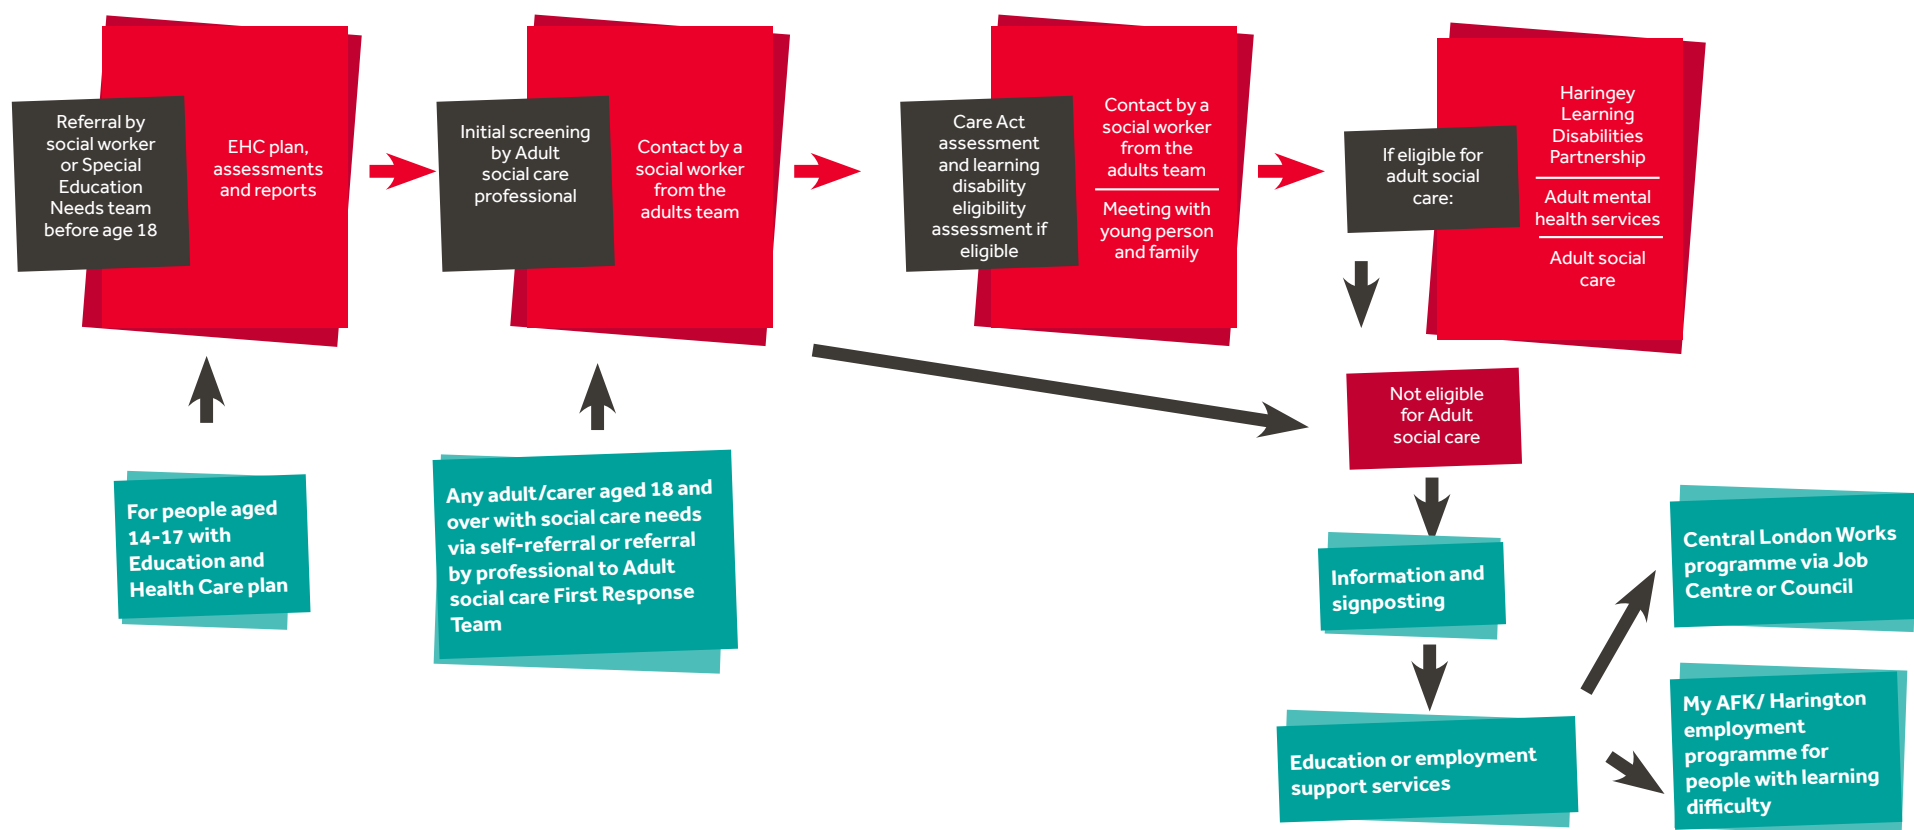 Referral by
social worker
or Special
Education
Needs team
before age 18
EHC plan,
assessments
and reports
Initial screening
by Adult
social care
professional
Contact by a
social worker
from the
adults team
Care Act
assessment
and learning
disability
eligibility
assessment if
eligible
Contact by a
social worker
from the
adults team
Meeting with
young person
and family
If eligible for
adult social
care:
Haringey
Learning
Disabilities
Partnership
Adult mental
health services
Adult social
care
Not eligible
for Adult
social care
For people aged
14-17 with
Education and
Health Care plan
Any adult/carer aged 18 and
over with social care needs
via self-referral or referral
by professional to Adult
social care First Response
Team
Information and
signposting
Education or employment
support services
Central London Works
programme via Job
Centre or Council
My AFK/ Harington
employment
programme for
people with learning
difficulty